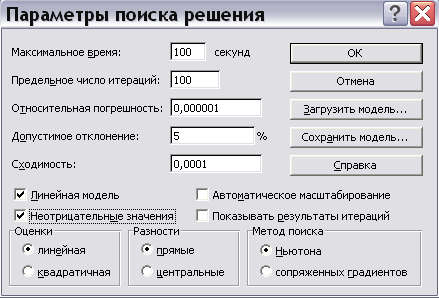 Параметры поиска решения
Максимальное время: 100 секунд OK
Предельное число итераций: 100 Отмена
Относительная погрешность: 0,000001 Загрузить модель...
Допустимое отклонение: 5 % Сохранить модель...
Сходимость: 0,0001 Справка
Линейная модель Автоматическое масштабирование
Неотрицательные значения Показывать результаты итераций
Оценки Разности Метод поиска
линейная прямые Ньютона
квадратичная центральные сопряженных градиентов